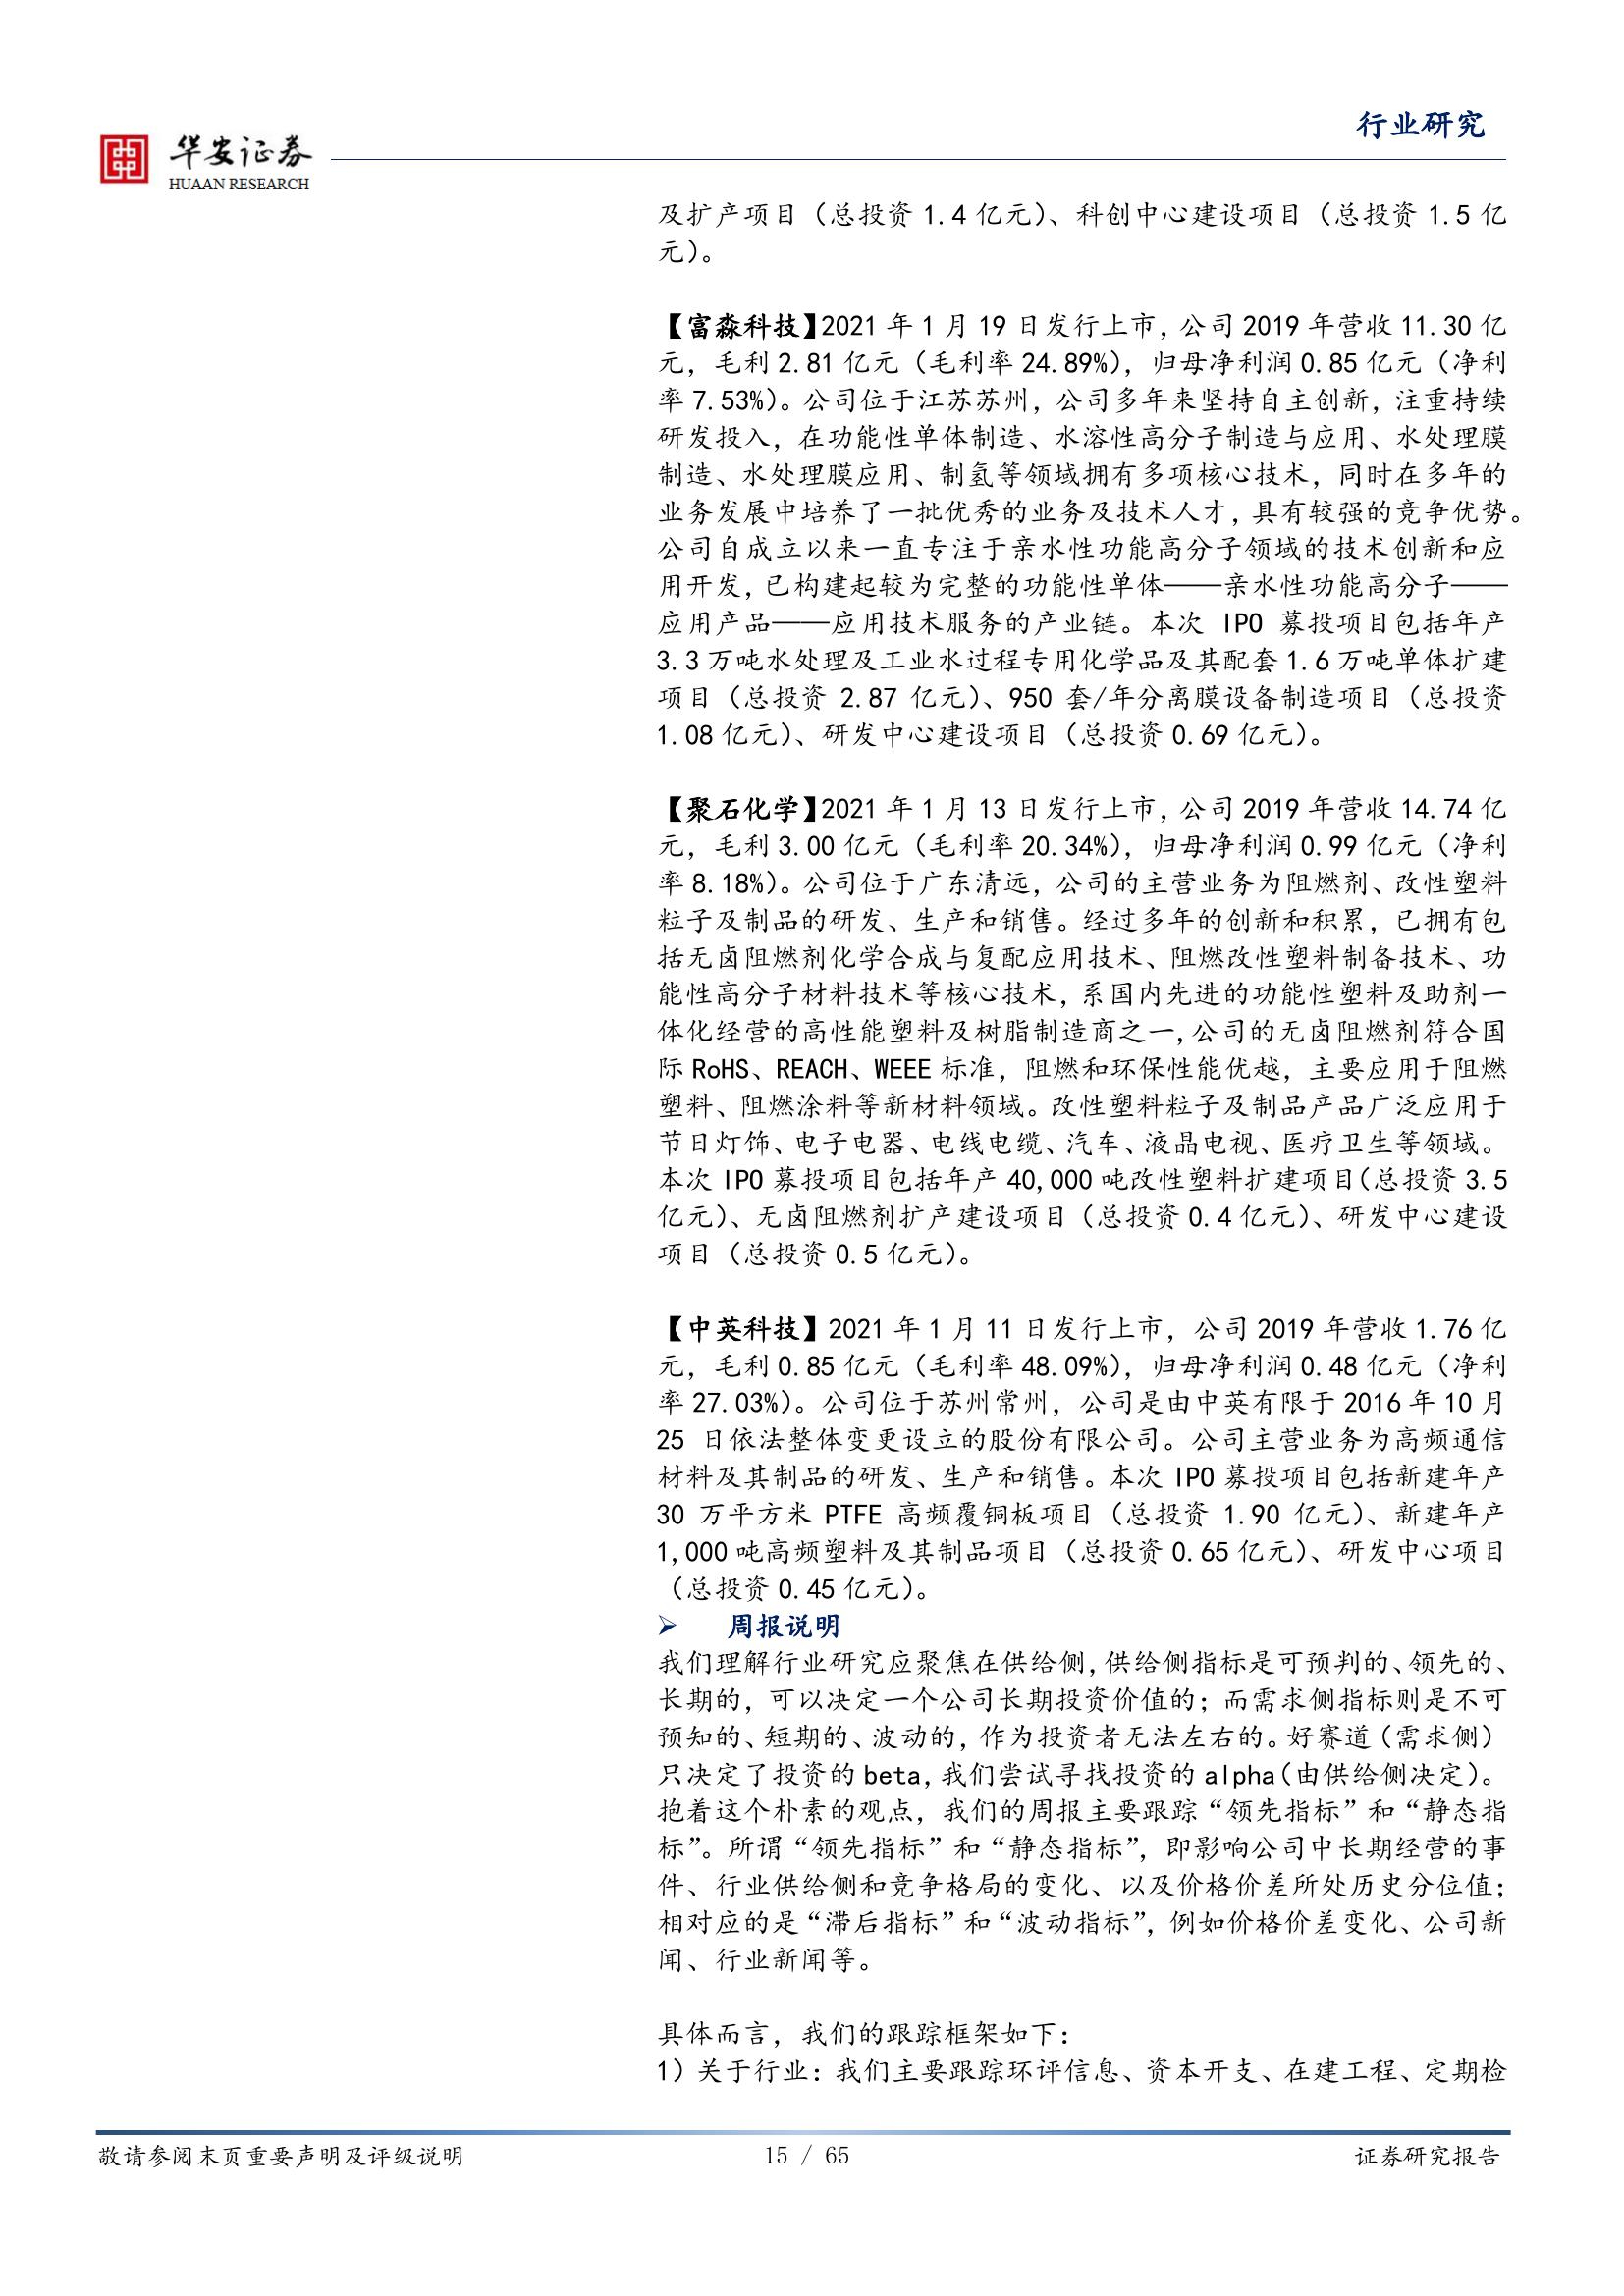 行业研究
华安证券
HUAAN RESEARCH
及扩产项目（总投资 1.4 亿元）、科创中心建设项目（总投资 1.5 亿
元）。
【富淼科技】2021 年 1 月 19 日发行上市，公司 2019 年营收 11.30 亿
元，毛利 2.81 亿元（毛利率 24.89%），归母净利润 0.85 亿元（净利
率 7.53%）。公司位于江苏苏州，公司多年来坚持自主创新，注重持续
研发投入，在功能性单体制造、水溶性高分子制造与应用、水处理膜
制造、水处理膜应用、制氢等领域拥有多项核心技术，同时在多年的
业务发展中培养了一批优秀的业务及技术人才，具有较强的竞争优势。
公司自成立以来一直专注于亲水性功能高分子领域的技术创新和应
用开发，已构建起较为完整的功能性单体——亲水性功能高分子——
应用产品——应用技术服务的产业链。本次 IPO 募投项目包括年产
3.3 万吨水处理及工业水过程专用化学品及其配套 1.6 万吨单体扩建
项目（总投资 2.87 亿元）、950 套/年分离膜设备制造项目（总投资
1.08 亿元）、研发中心建设项目（总投资 0.69 亿元）。
【聚石化学】2021 年 1 月 13 日发行上市，公司 2019 年营收 14.74 亿
元，毛利 3.00 亿元（毛利率 20.34%），归母净利润 0.99 亿元（净利
率 8.18%）。公司位于广东清远，公司的主营业务为阻燃剂、改性塑料
粒子及制品的研发、生产和销售。经过多年的创新和积累，已拥有包
括无卤阻燃剂化学合成与复配应用技术、阻燃改性塑料制备技术、功
能性高分子材料技术等核心技术，系国内先进的功能性塑料及助剂一
体化经营的高性能塑料及树脂制造商之一,公司的无卤阻燃剂符合国
际 RoHS、REACH、WEEE 标准，阻燃和环保性能优越，主要应用于阻燃
塑料、阻燃涂料等新材料领域。改性塑料粒子及制品产品广泛应用于
节日灯饰、电子电器、电线电缆、汽车、液晶电视、医疗卫生等领域。
本次 IPO 募投项目包括年产 40,000 吨改性塑料扩建项目（总投资 3.5
亿元）、无卤阻燃剂扩产建设项目（总投资 0.4 亿元）、研发中心建设
项目（总投资 0.5 亿元）。
【中英科技】2021 年 1 月 11 日发行上市，公司 2019 年营收 1.76 亿
元，毛利 0.85 亿元（毛利率 48.09%），归母净利润 0.48 亿元（净利
率 27.03%）。公司位于苏州常州，公司是由中英有限于 2016 年 10 月
25 日依法整体变更设立的股份有限公司。公司主营业务为高频通信
材料及其制品的研发、生产和销售。本次 IPO 募投项目包括新建年产
30 万平方米 PTFE 高频覆铜板项目（总投资 1.90 亿元）、新建年产
1,000 吨高频塑料及其制品项目（总投资 0.65 亿元）、研发中心项目
（总投资 0.45 亿元）。
➢ 周报说明
我们理解行业研究应聚焦在供给侧，供给侧指标是可预判的、领先的、
长期的，可以决定一个公司长期投资价值的；而需求侧指标则是不可
预知的、短期的、波动的，作为投资者无法左右的。好赛道（需求侧）
只决定了投资的 beta，我们尝试寻找投资的 alpha（由供给侧决定）。
抱着这个朴素的观点，我们的周报主要跟踪“领先指标”和“静态指
标”。所谓“领先指标”和“静态指标”，即影响公司中长期经营的事
件、行业供给侧和竞争格局的变化、以及价格价差所处历史分位值；
相对应的是“滞后指标”和“波动指标”，例如价格价差变化、公司新
闻、行业新闻等。
具体而言，我们的跟踪框架如下：
1）关于行业：我们主要跟踪环评信息、资本开支、在建工程、定期检
敬请参阅末页重要声明及评级说明
15 / 65
证券研究报告